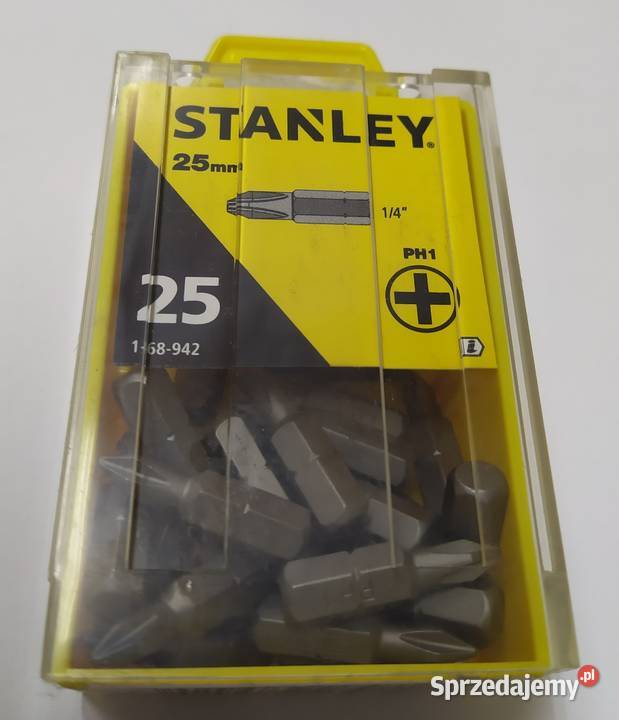 STANLEY®
25mm
1/4"
PH1
25
1-68-942
i
Sprzedajemy.pl